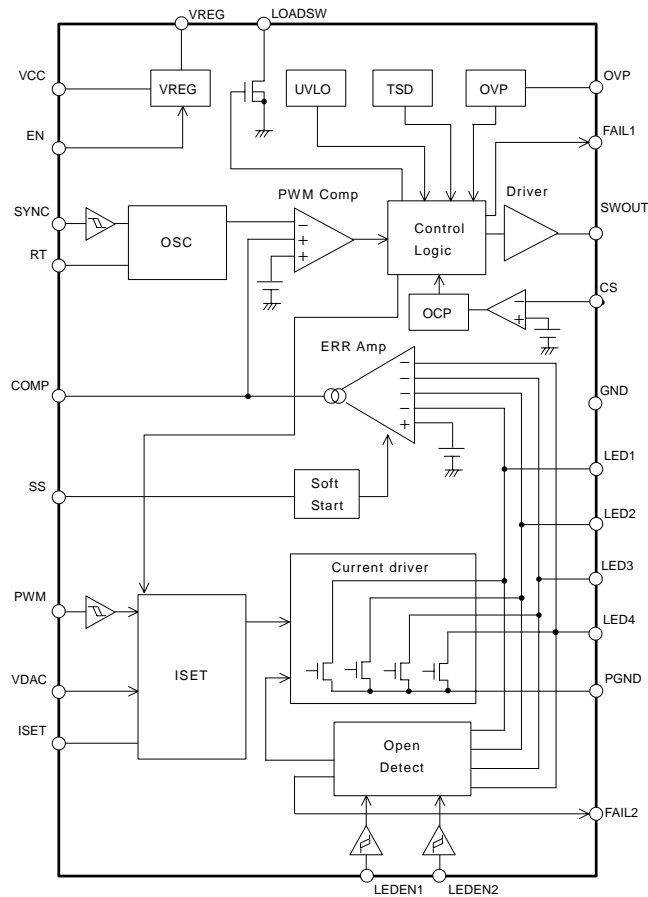 VREG
LOADSW
VCC
VREG
UVLO
TSD
OVP
OVP
EN
FAIL1
PWM Comp
Driver
SYNC
OSC
Control
Logic
SWOUT
RT
CS
OCP
ERR Amp
COMP
GND
LED1
SS
Soft
Start
LED2
Current driver
LED3
PWM
LED4
ISET
VDAC
PGND
ISET
Open
Detect
FAIL2
LEDEN1
LEDEN2